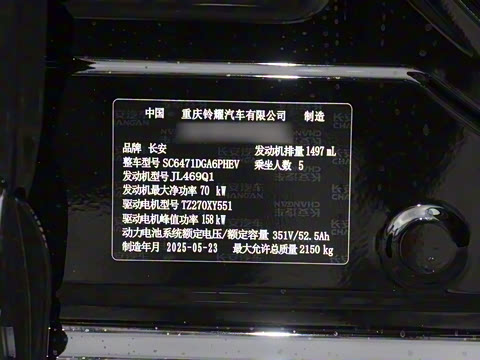 中国 重庆铃耀汽车有限公司 制造
品牌 长安 发动机排量 1497 mL
整车型号 SC6471DGA6PHEV 乘坐人数 5
发动机型号 JL469Q1
发动机最大净功率 70 kW
驱动电机型号 TZ270XY551
驱动电机峰值功率 158 kW
动力电池系统额定电压/额定容量 351V/52.5Ah
制造年月 2025-05-23 最大允许总质量 2150 kg